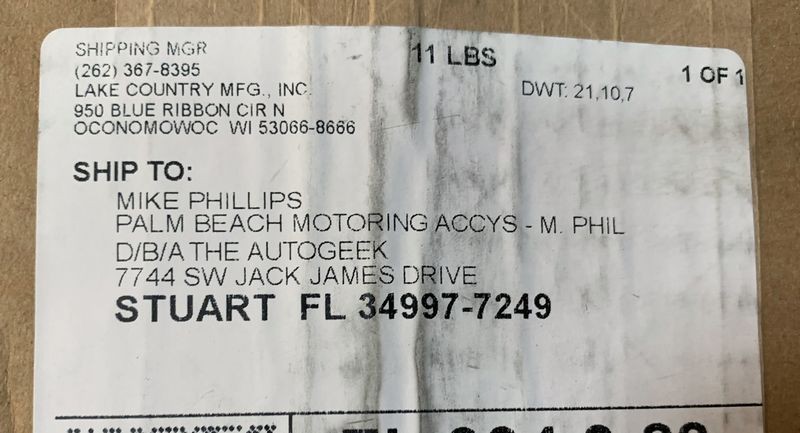 SHIPPING MGR
(262) 367-8395
LAKE COUNTRY MFG., INC.
950 BLUE RIBBON CIR N
OCONOMOWOC WI 53066-8666
11 LBS
DWT: 21,10,7
1 OF 1
SHIP TO:
MIKE PHILLIPS
PALM BEACH MOTORING ACCYS - M. PHIL
D/B/A THE AUTOGEEK
7744 SW JACK JAMES DRIVE
STUART FL 34997-7249